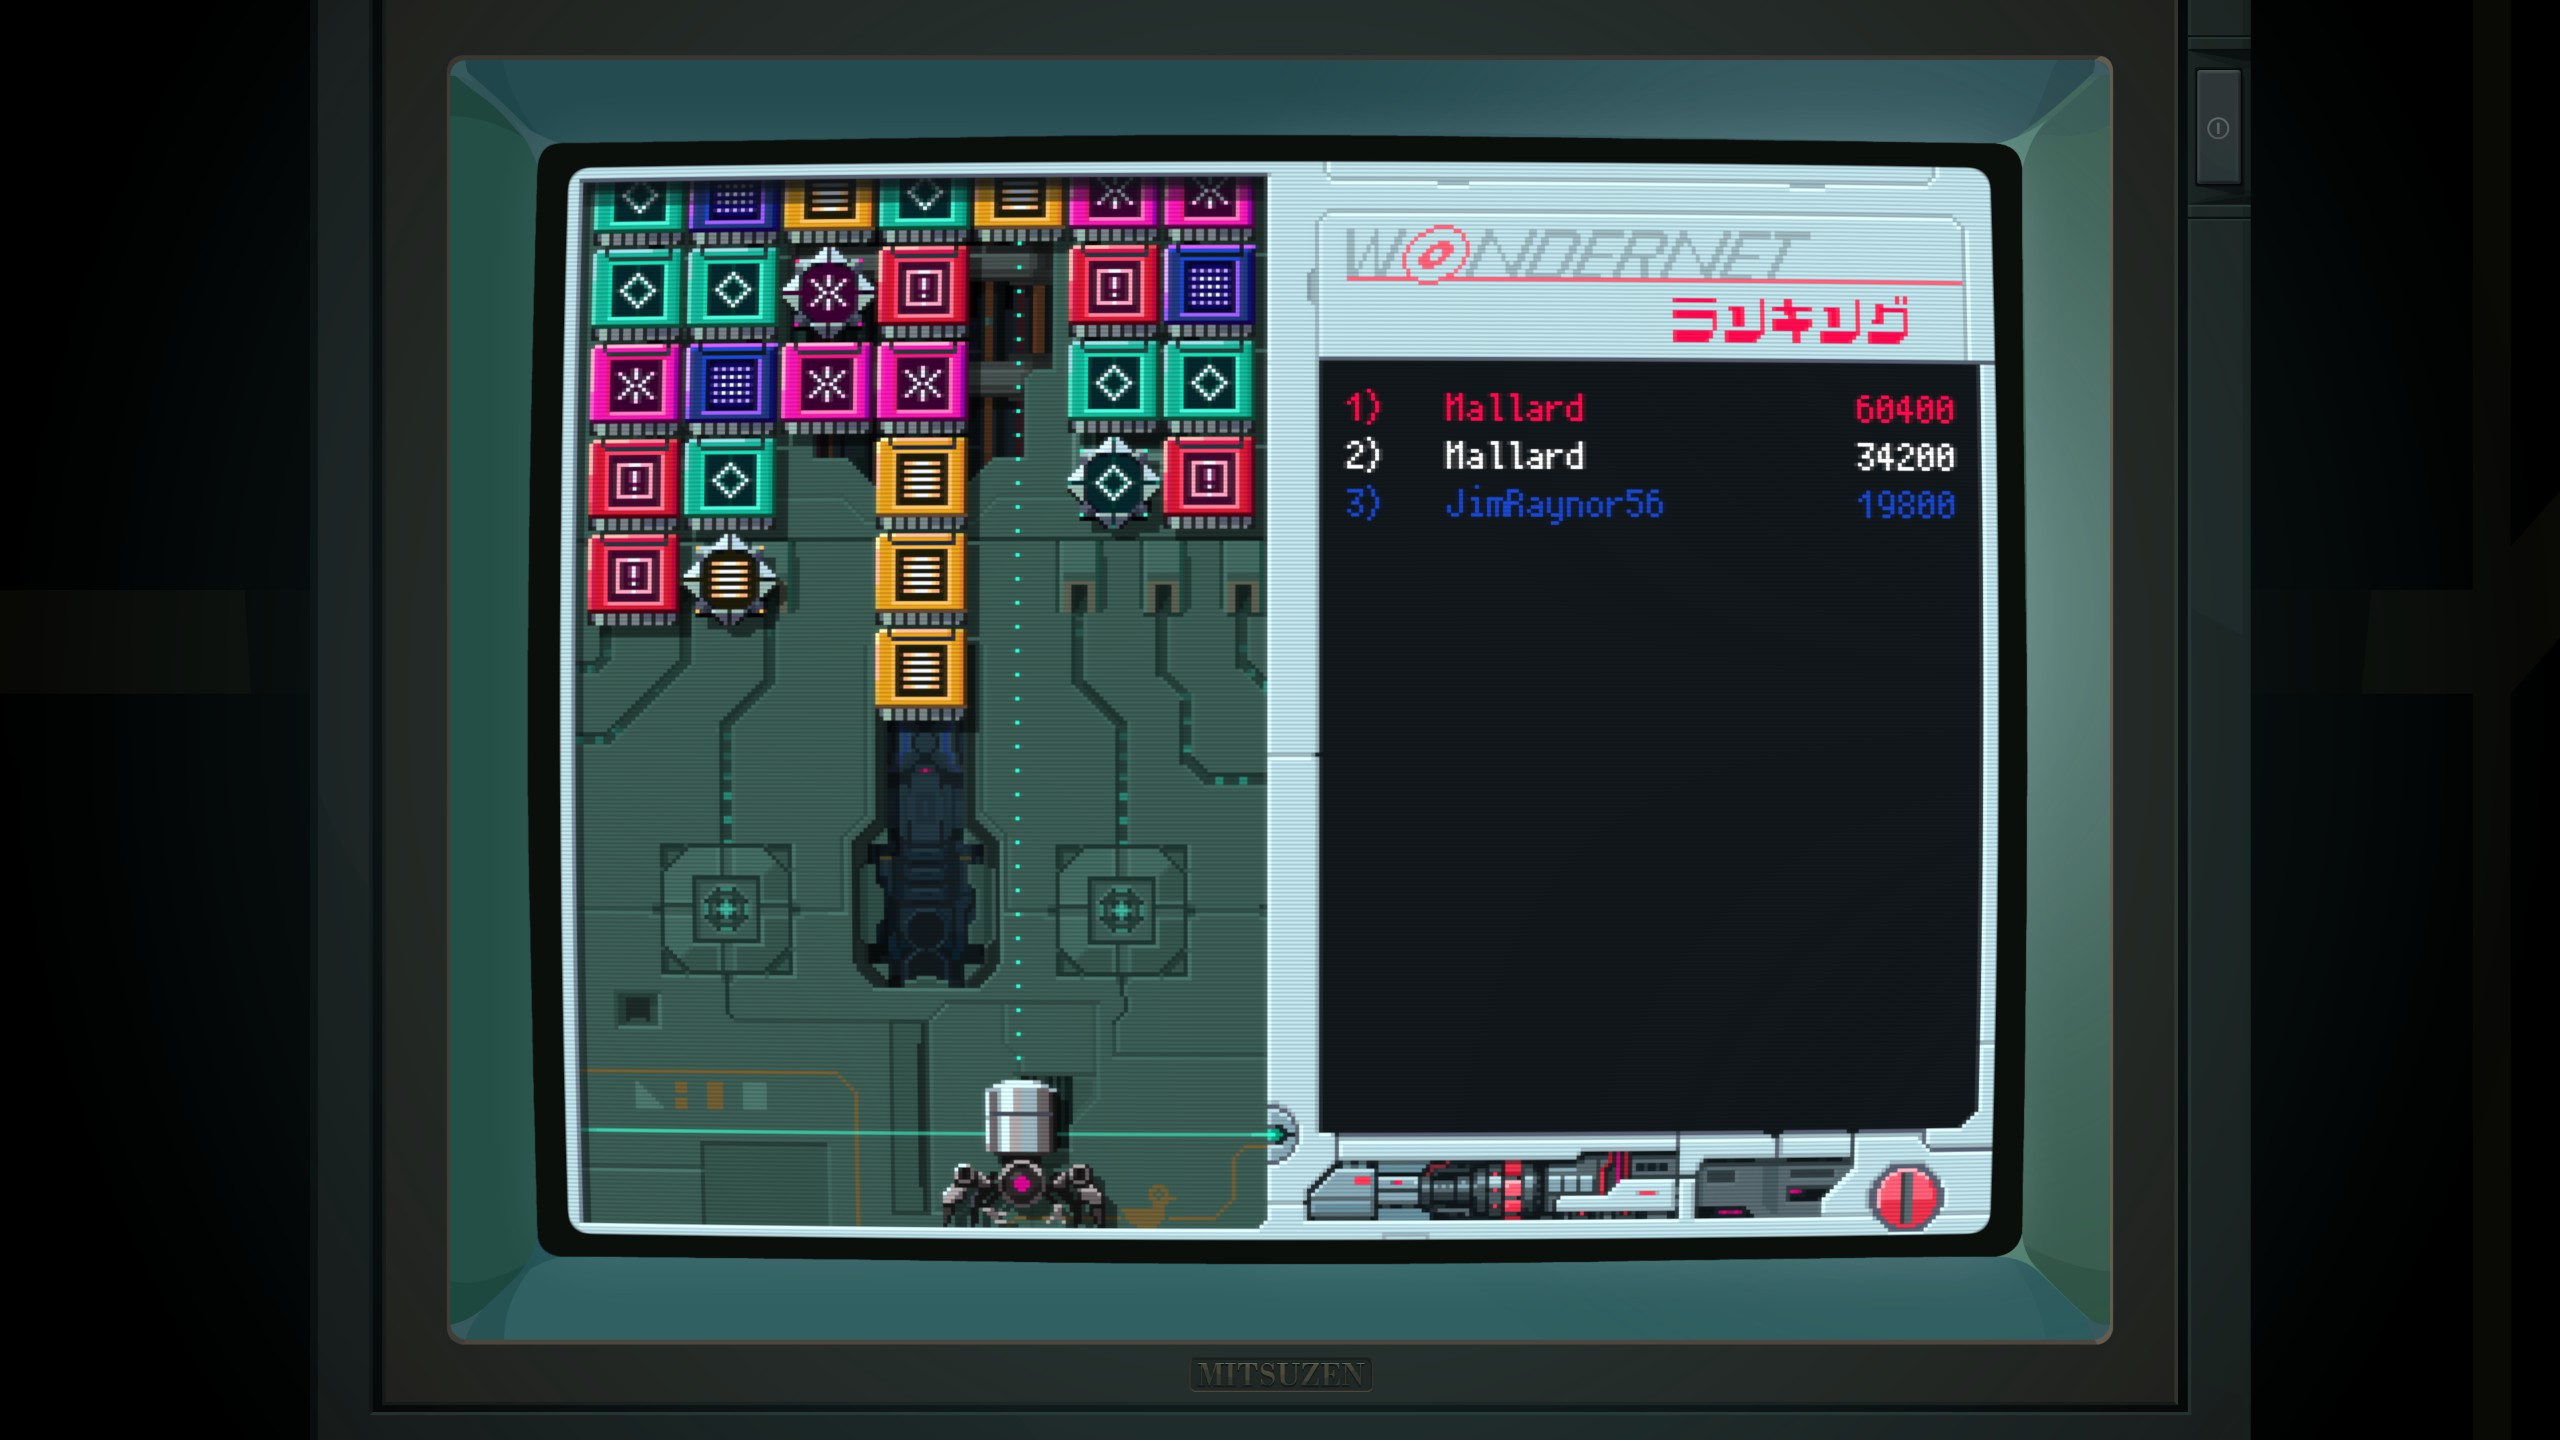 WONDERNET
ランキング
1) Mallard 60400
2) Mallard 34200
3) JimRaynor56 19800
MITSUZEN